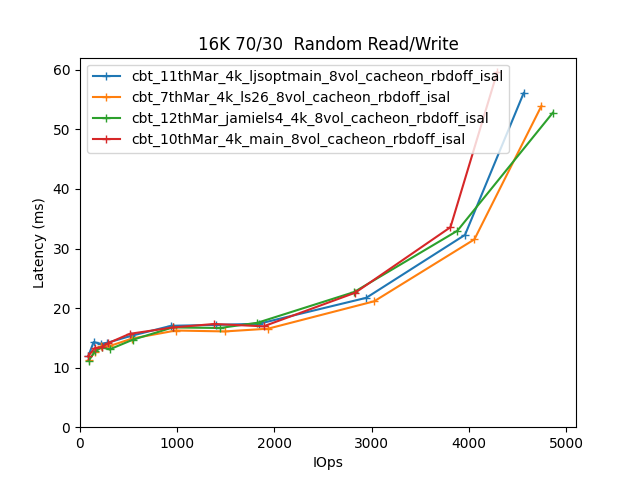 16K 70/30  Random Read/Write
cbt_11thMar_4k_ljsoptmain_8vol_cacheon_rbdoff_isal
cbt_7thMar_4k_ls26_8vol_cacheon_rbdoff_isal
cbt_12thMar_jamiels4_4k_8vol_cacheon_rbdoff_isal
cbt_10thMar_4k_main_8vol_cacheon_rbdoff_isal
Latency (ms)
60
50
40
30
20
10
0
0 1000 2000 3000 4000 5000
IOps